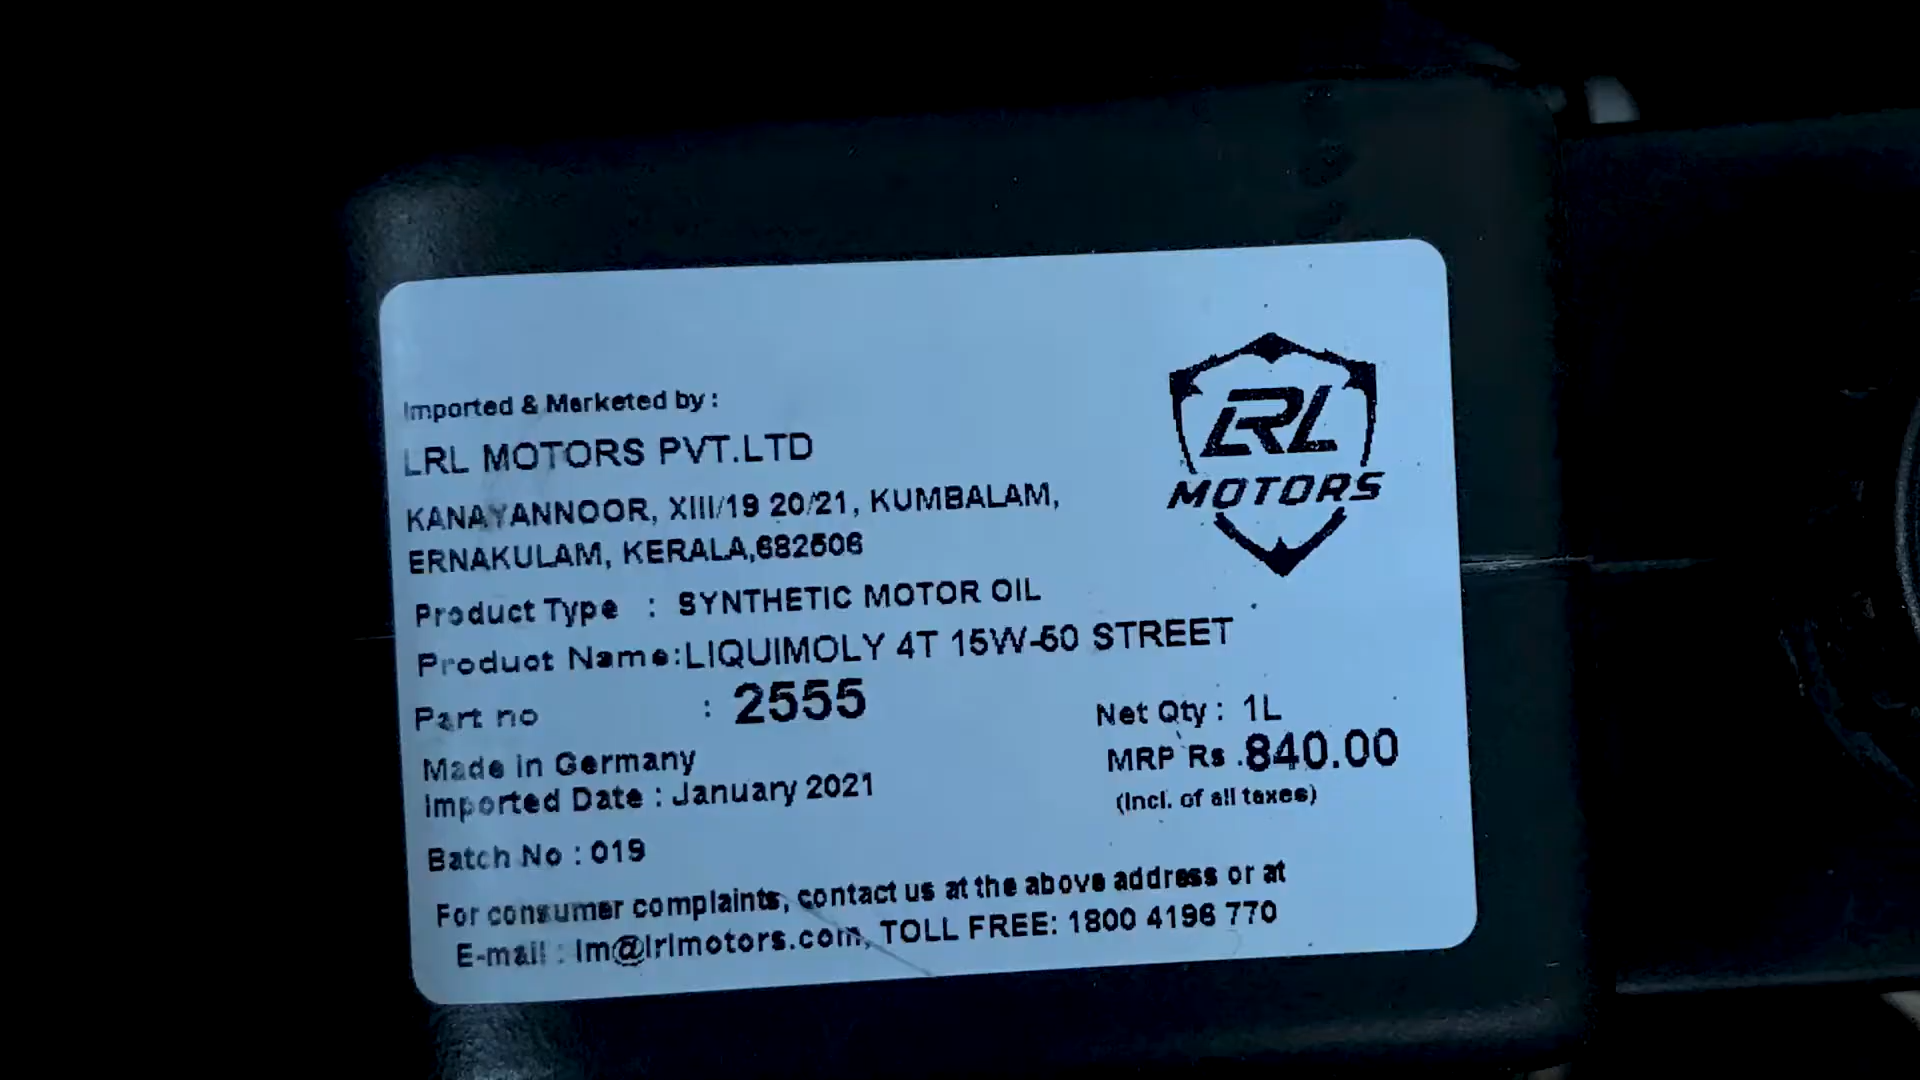 Imported & Marketed by :
LRL MOTORS PVT.LTD
KANAYANNOOR, XIII/19 20/21, KUMBALAM,
ERNAKULAM, KERALA,682506
Product Type : SYNTHETIC MOTOR OIL
Product Name:LIQUIMOLY 4T 15W-50 STREET
Part no : 2555
Made in Germany
Imported Date : January 2021
Batch No : 019
Net Qty : 1L
MRP Rs .840.00
(Incl. of all taxes)
For consumer complaints, contact us at the above address or at
E-mail : lm@lrlmotors.com, TOLL FREE: 1800 4196 770
LRL
MOTORS